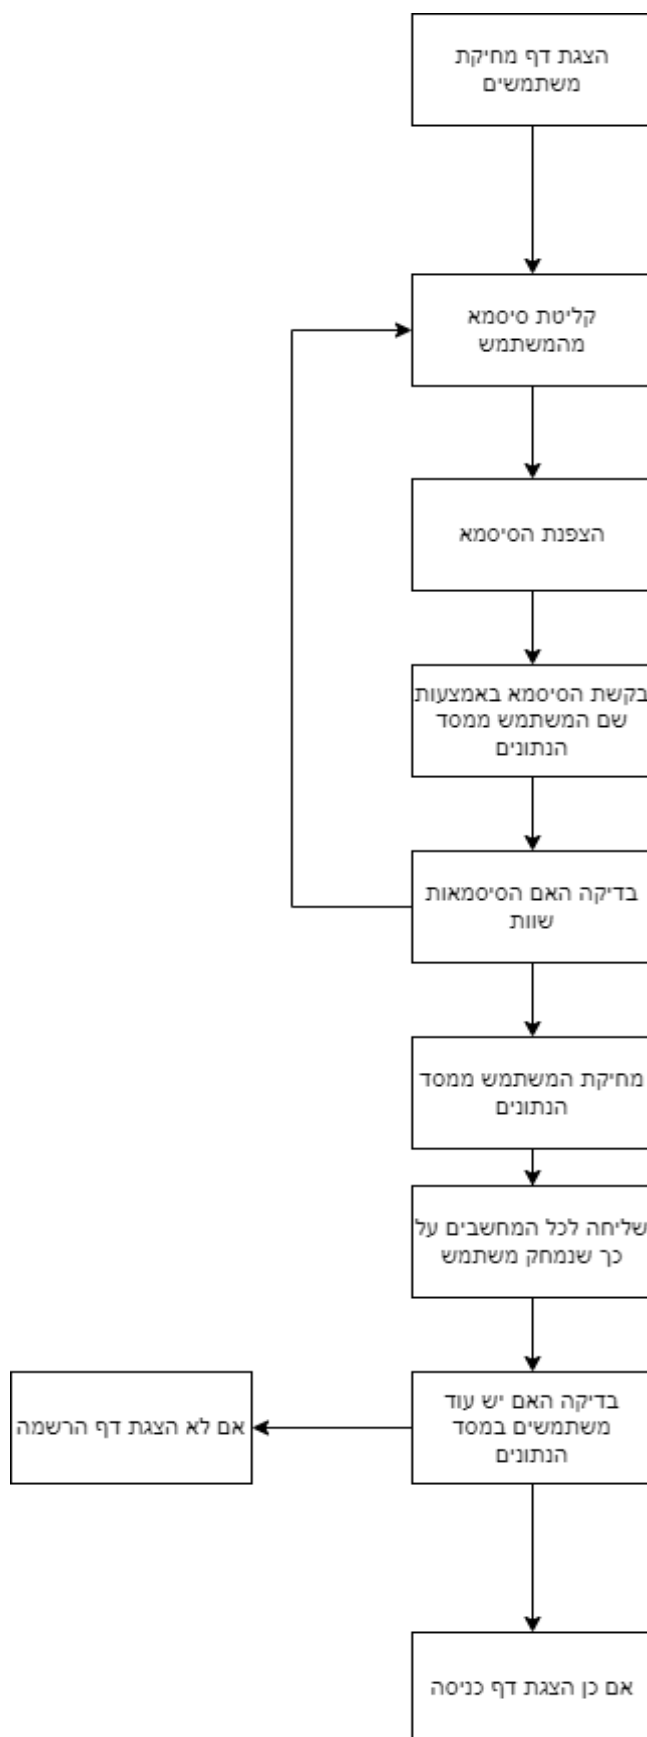 הצגת דף מחיקת
משתמשים
קליטת סיסמא
מהמשתמש
הצפנת הסיסמא
בקשת הסיסמא באמצעות
שם המשתמש ממסד
הנתונים
בדיקה האם הסיסמאות
שוות
מחיקת המשתמש ממסד
הנתונים
שליחה לכל המחשבים על
כך שנמחק משתמש
בדיקה האם יש עוד
משתמשים במסד
הנתונים
אם לא הצגת דף הרשמה
אם כן הצגת דף כניסה